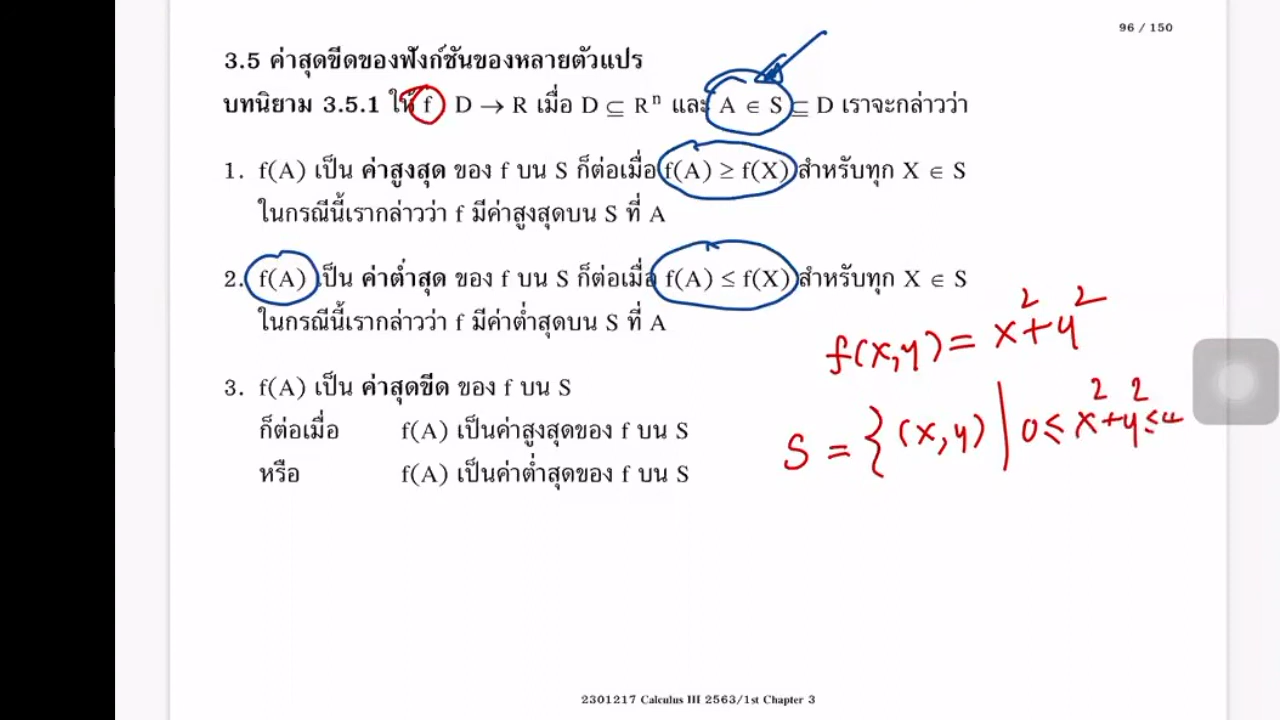 96 / 150
3.5 ค่าสุดขีดของฟังก์ชันของหลายตัวแปร
บทนิยาม 3.5.1 ให้ f D → R เมื่อ D ⊆ Rⁿ และ A ∈ S ⊆ D เราจะกล่าวว่า
1. f(A) เป็น ค่าสูงสุด ของ f บน S ก็ต่อเมื่อ f(A) ≥ f(X) สำหรับทุก X ∈ S
ในกรณีนี้เรากล่าวว่า f มีค่าสูงสุดบน S ที่ A
2. f(A) เป็น ค่าต่ำสุด ของ f บน S ก็ต่อเมื่อ f(A) ≤ f(X) สำหรับทุก X ∈ S
ในกรณีนี้เรากล่าวว่า f มีค่าต่ำสุดบน S ที่ A
f(x,y) = x² + y²
3. f(A) เป็น ค่าสุดขีด ของ f บน S
ก็ต่อเมื่อ f(A) เป็นค่าสูงสุดของ f บน S
S = { (x,y) | 0 ≤ x² + y² ≤ 4
หรือ f(A) เป็นค่าต่ำสุดของ f บน S
2301217 Calculus III 2563/1st Chapter 3